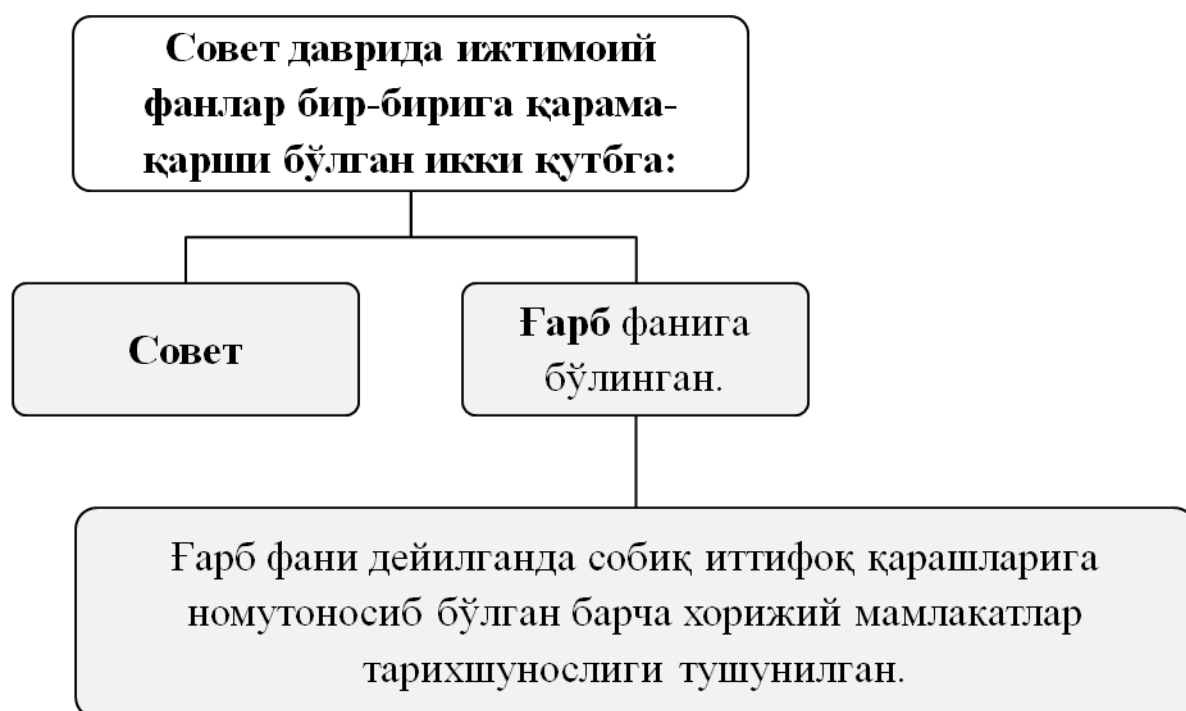 Совет даврида ижтимоий
фанлар бир-бирига қарама-
қарши бўлган икки қутбга:
Совет
Ғарб фанига
бўлинган.
Ғарб фани дейилганда собиқ иттифоқ қарашларига
номутоносиб бўлган барча хорижий мамлакатлар
тарихшунослиги тушунилган.